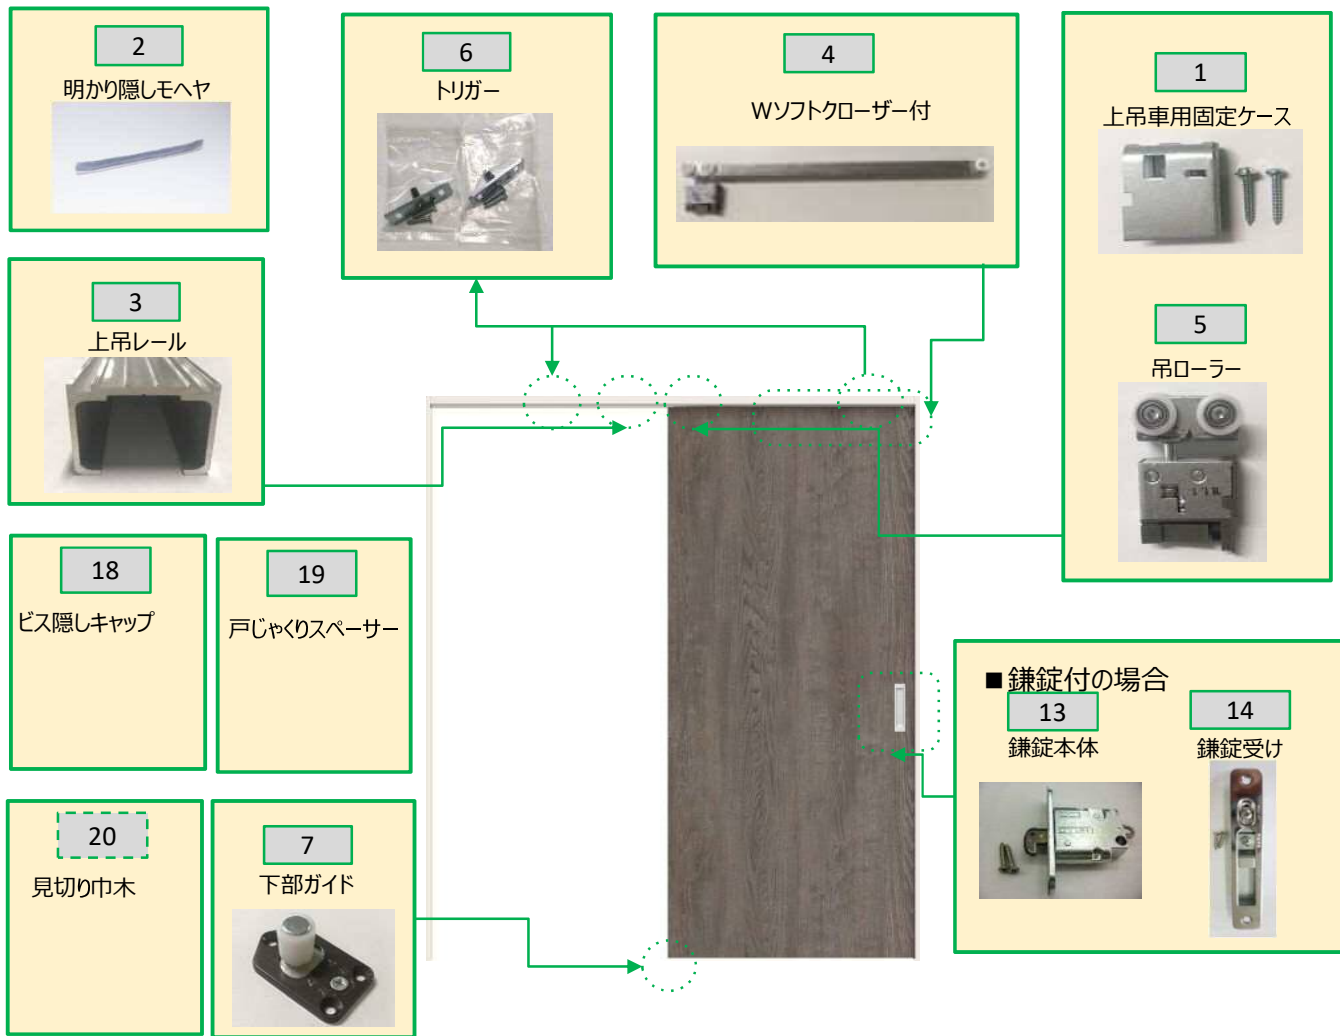 2
明かり隠しモヘヤ
6
トリガー
4
Wソフトクローザー付
1
上吊車用固定ケース
3
上吊レール
5
吊ローラー
18
ビス隠しキャップ
19
戸じゃくりスペーサー
■鎌錠付の場合
13
鎌錠本体
14
鎌錠受け
20
見切り巾木
7
下部ガイド